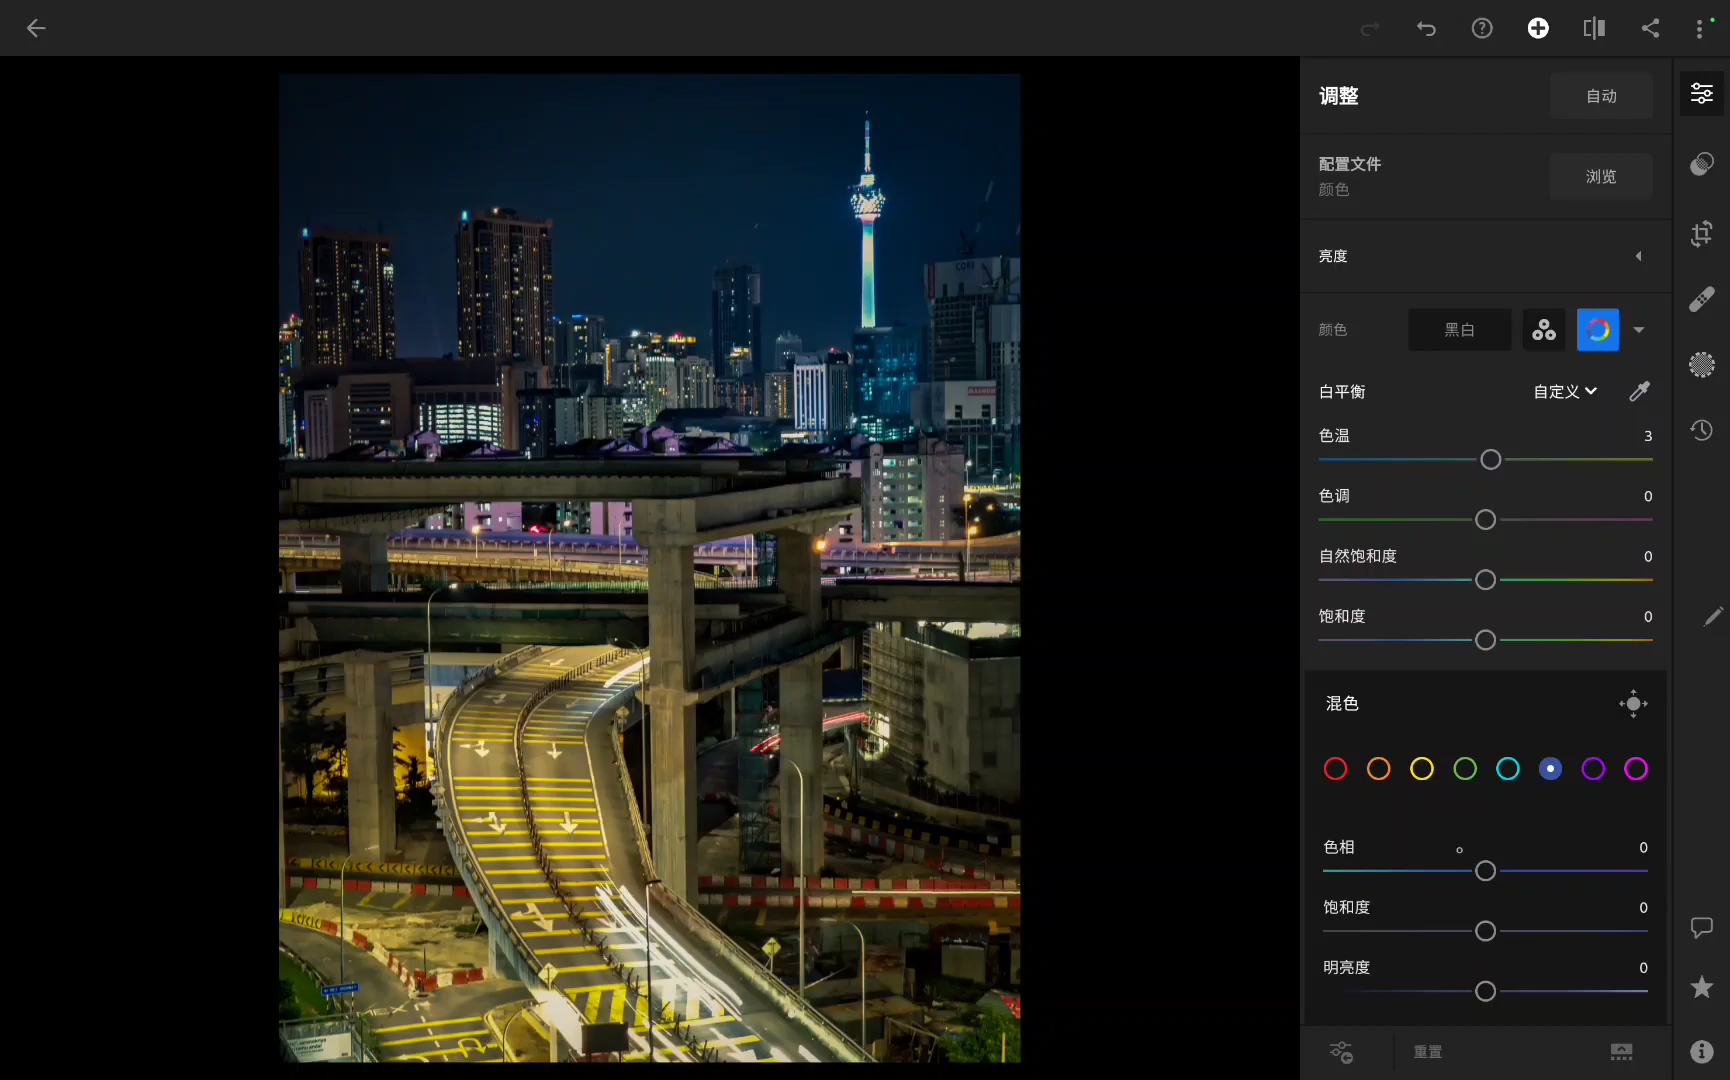 调整
自动
配置文件
颜色
浏览
亮度
颜色
黑白
白平衡
自定义
色温 3
色调 0
自然饱和度 0
饱和度 0
混色
色相 0
饱和度 0
明亮度 0
重置
CORE